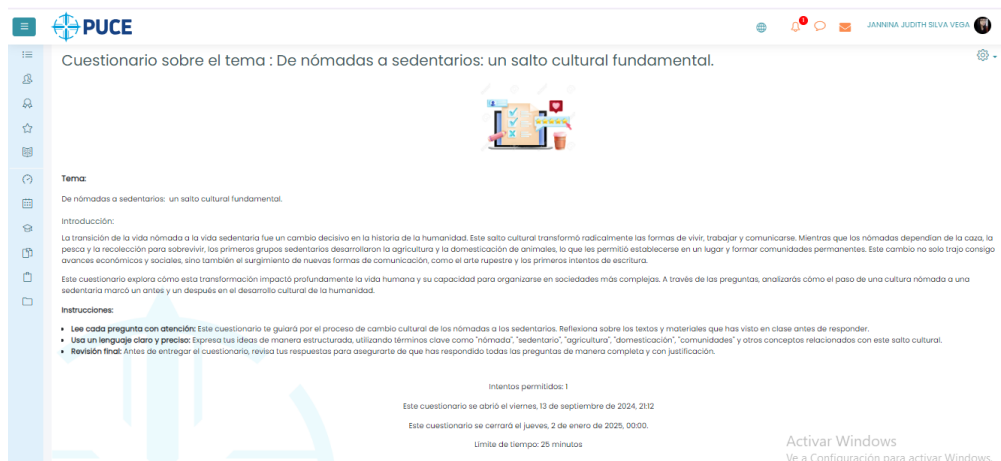 PUCE
JANNINA JUDITH SILVA VEGA
Cuestionario sobre el tema : De nómadas a sedentarios: un salto cultural fundamental.
Tema:
De nómadas a sedentarios: un salto cultural fundamental.
Introducción:
La transición de la vida nómada a la vida sedentaria fue un cambio decisivo en la historia de la humanidad. Este salto cultural transformó radicalmente las formas de vivir, trabajar y comunicarse. Mientras que los nómadas dependían de la caza, la
pesca y la recolección para sobrevivir, los primeros grupos sedentarios desarrollaron la agricultura y la domesticación de animales, lo que les permitió establecerse en un lugar y formar comunidades permanentes. Este cambio no solo trajo consigo
avances económicos y sociales, sino también el surgimiento de nuevas formas de comunicación, como el arte rupestre y los primeros intentos de escritura.
Este cuestionario explora cómo esta transformación impactó profundamente la vida humana y su capacidad para organizarse en sociedades más complejas. A través de las preguntas, analizarás cómo el paso de una cultura nómada a una
sedentaria marcó un antes y un después en el desarrollo cultural de la humanidad.
Instrucciones:
• Lee cada pregunta con atención: Este cuestionario te guiará por el proceso de cambio cultural de los nómadas a los sedentarios. Reflexiona sobre los textos y materiales que has visto en clase antes de responder.
• Usa un lenguaje claro y preciso: Expresa tus ideas de manera estructurada, utilizando términos clave como "nómada", "sedentario", "agricultura", "domesticación", "comunidades" y otros conceptos relacionados con este salto cultural.
• Revisión final: Antes de entregar el cuestionario, revisa tus respuestas para asegurarte de que has respondido todas las preguntas de manera completa y con justificación.
Intentos permitidos: 1
Este cuestionario se abrió el viernes, 13 de septiembre de 2024, 21:12
Este cuestionario se cerrará el jueves, 2 de enero de 2025, 00:00.
Límite de tiempo: 25 minutos
Activar Windows
Ve a Configuración para activar Windows.